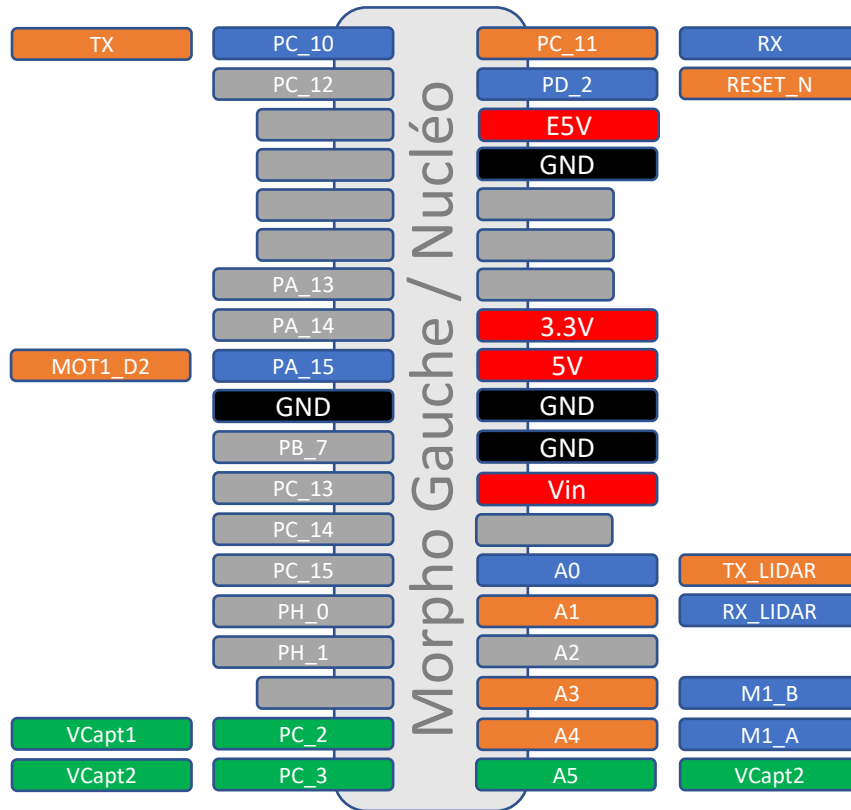 TX PC_10 PC_11 RX
PC_12 PD_2 RESET_N
E5V
GND
PA_13
PA_14 3.3V
MOT1_D2 PA_15 5V
GND GND
PB_7 GND
PC_13 Vin
PC_14
PC_15 A0 TX_LIDAR
PH_0 A1 RX_LIDAR
PH_1 A2
A3 M1_B
VCapt1 PC_2 A4 M1_A
VCapt2 PC_3 A5 VCapt2
Morpho Gauche / Nucléo